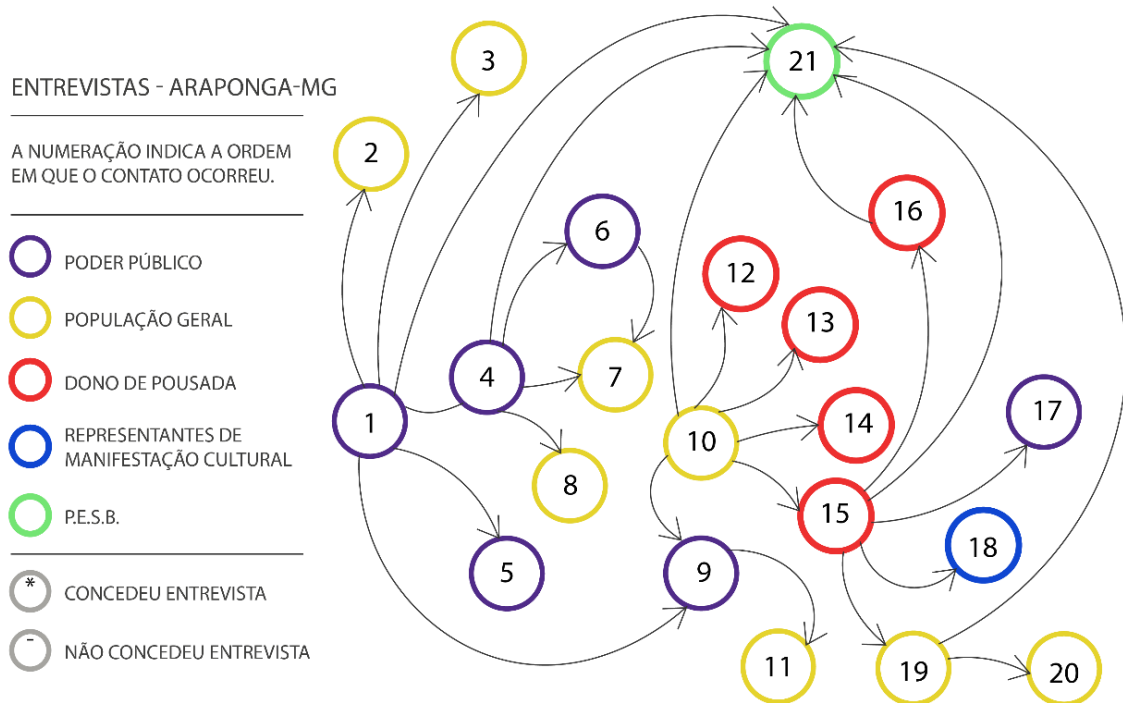 ENTREVISTAS - ARAPONGA-MG
A NUMERAÇÃO INDICA A ORDEM
EM QUE O CONTATO OCORREU.
PODER PÚBLICO
POPULAÇÃO GERAL
DONO DE POUSADA
REPRESENTANTES DE
MANIFESTAÇÃO CULTURAL
P.E.S.B.
* CONCEDEU ENTREVISTA
- NÃO CONCEDEU ENTREVISTA
1
2
3
4
5
6
7
8
9
10
11
12
13
14
15
16
17
18
19
20
21